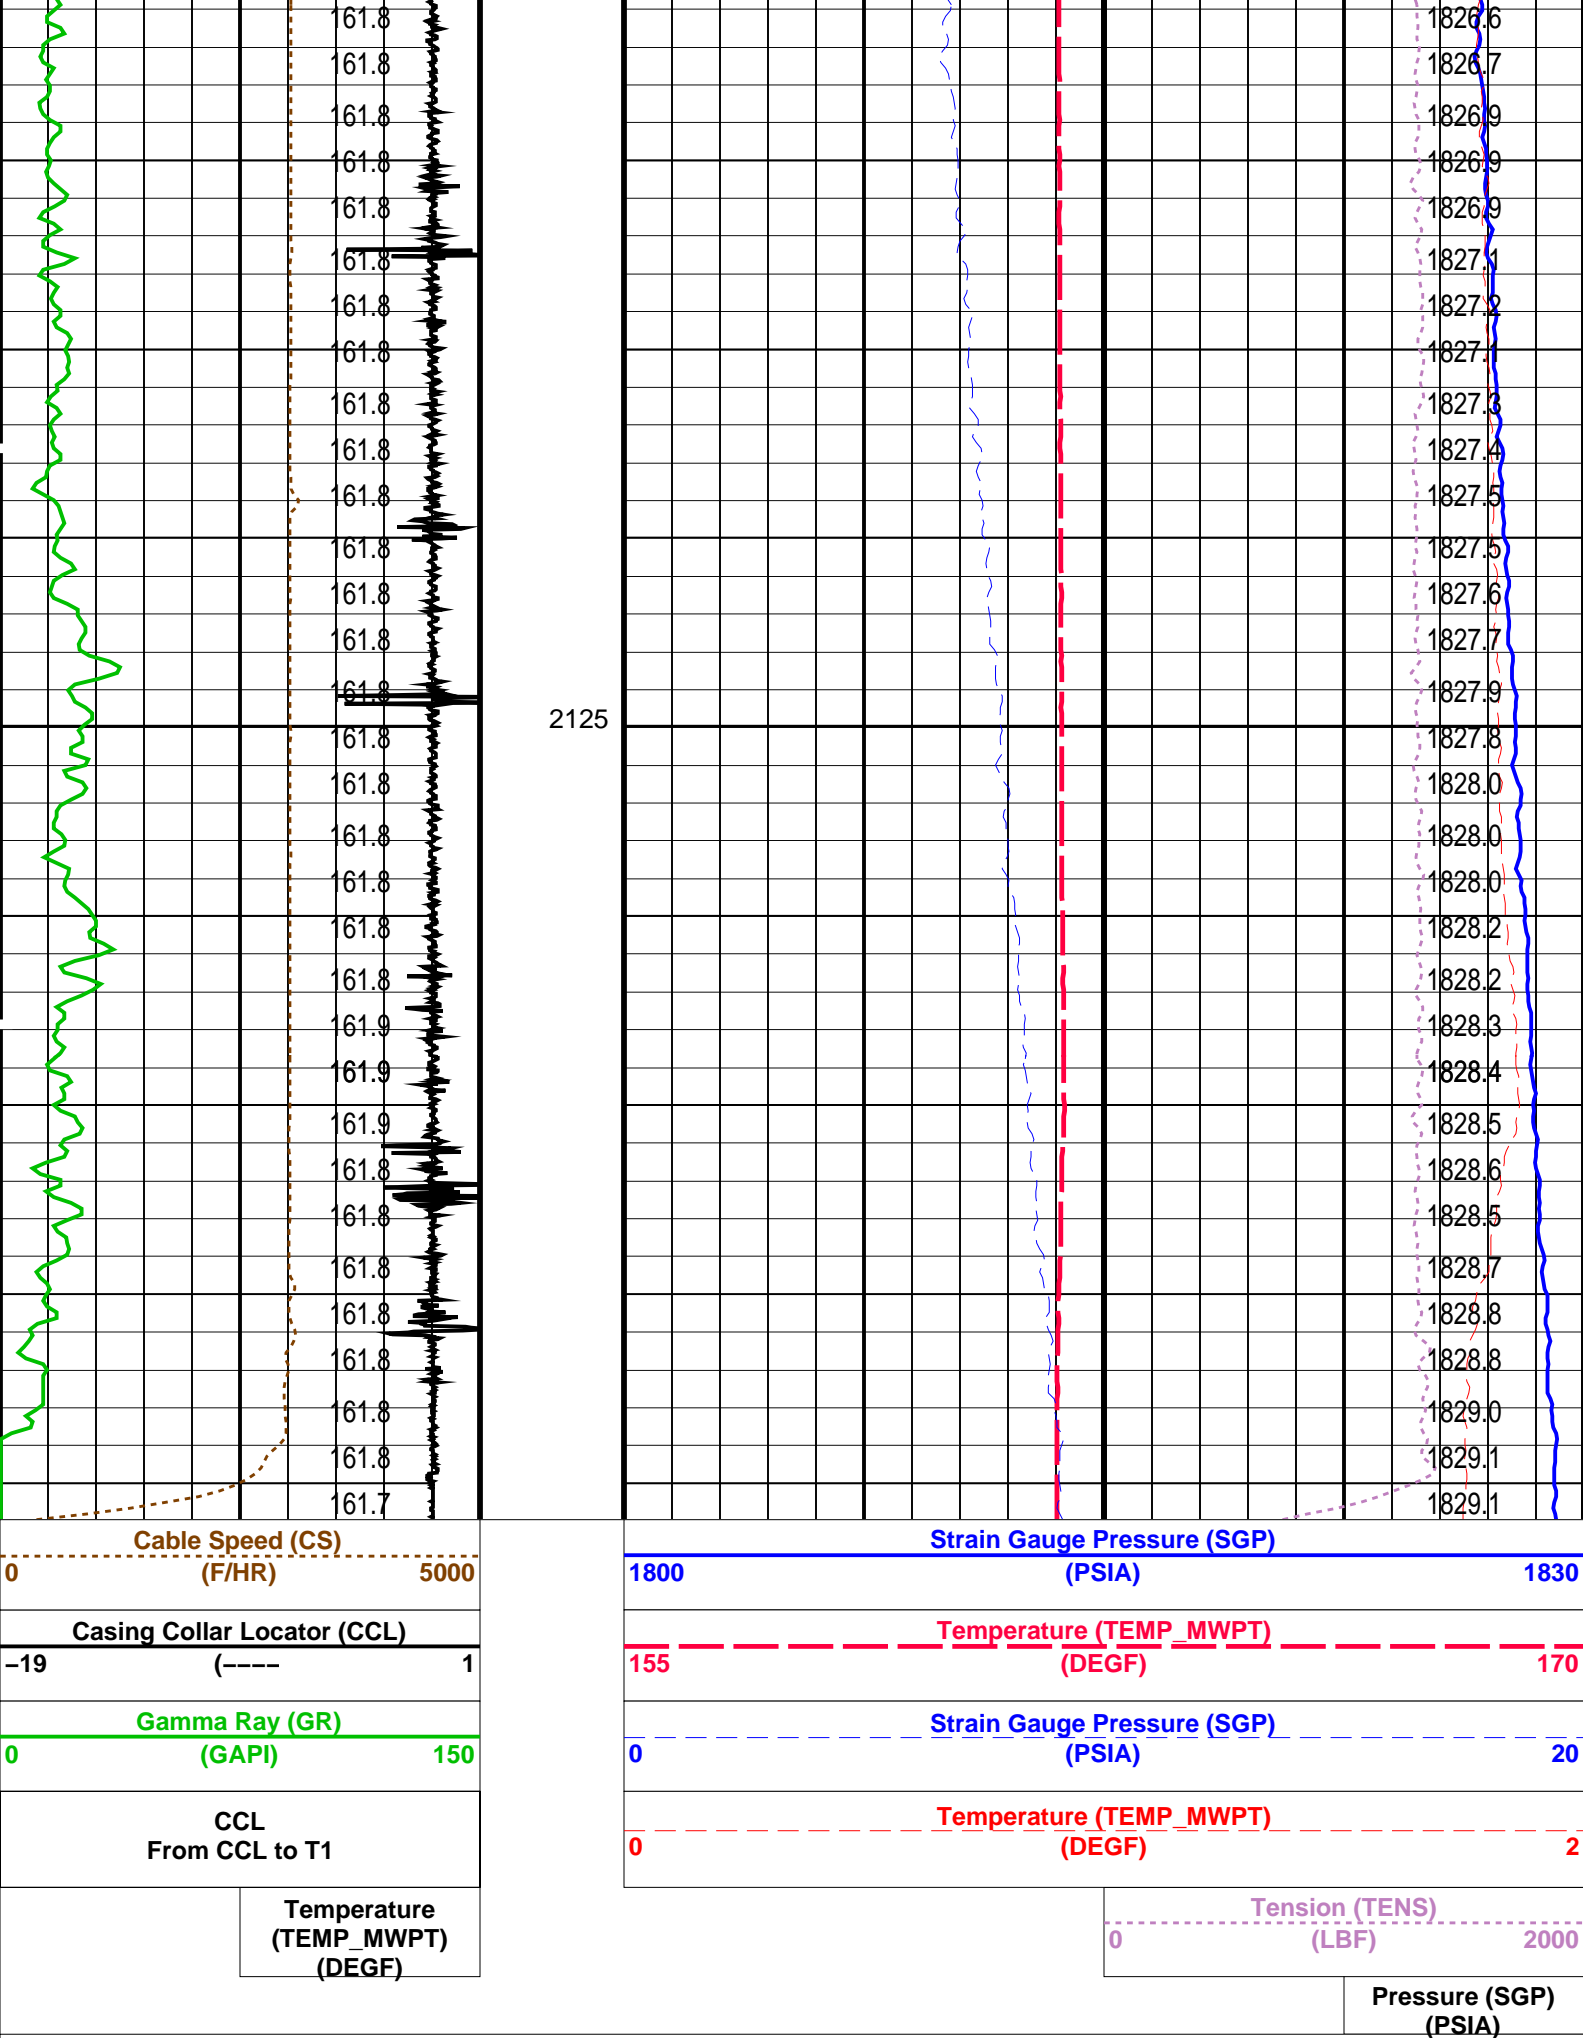 161.8 1826.6
161.8 1826.7
161.8 1826.9
161.8 1826.9
161.8 1826.9
161.8 1827.1
161.8 1827.2
161.8 1827.1
161.8 1827.3
161.8 1827.4
161.8 1827.5
161.8 1827.5
161.8 1827.6
161.8 1827.7
161.8 1827.9
2125
161.8 1827.8
161.8 1828.0
161.8 1828.0
161.8 1828.0
161.8 1828.2
161.8 1828.2
161.9 1828.3
161.9 1828.4
161.9 1828.5
161.8 1828.6
161.8 1828.5
161.8 1828.7
161.8 1828.8
161.8 1828.8
161.8 1829.0
161.8 1829.1
161.7 1829.1
Cable Speed (CS)
0 (F/HR) 5000
Casing Collar Locator (CCL)
−19 (−−−− 1
Gamma Ray (GR)
0 (GAPI) 150
CCL
From CCL to T1
Temperature
(TEMP_MWPT)
(DEGF)
Strain Gauge Pressure (SGP)
1800 (PSIA) 1830
Temperature (TEMP_MWPT)
155 (DEGF) 170
Strain Gauge Pressure (SGP)
0 (PSIA) 20
Temperature (TEMP_MWPT)
0 (DEGF) 2
Tension (TENS)
0 (LBF) 2000
Pressure (SGP)
(PSIA)